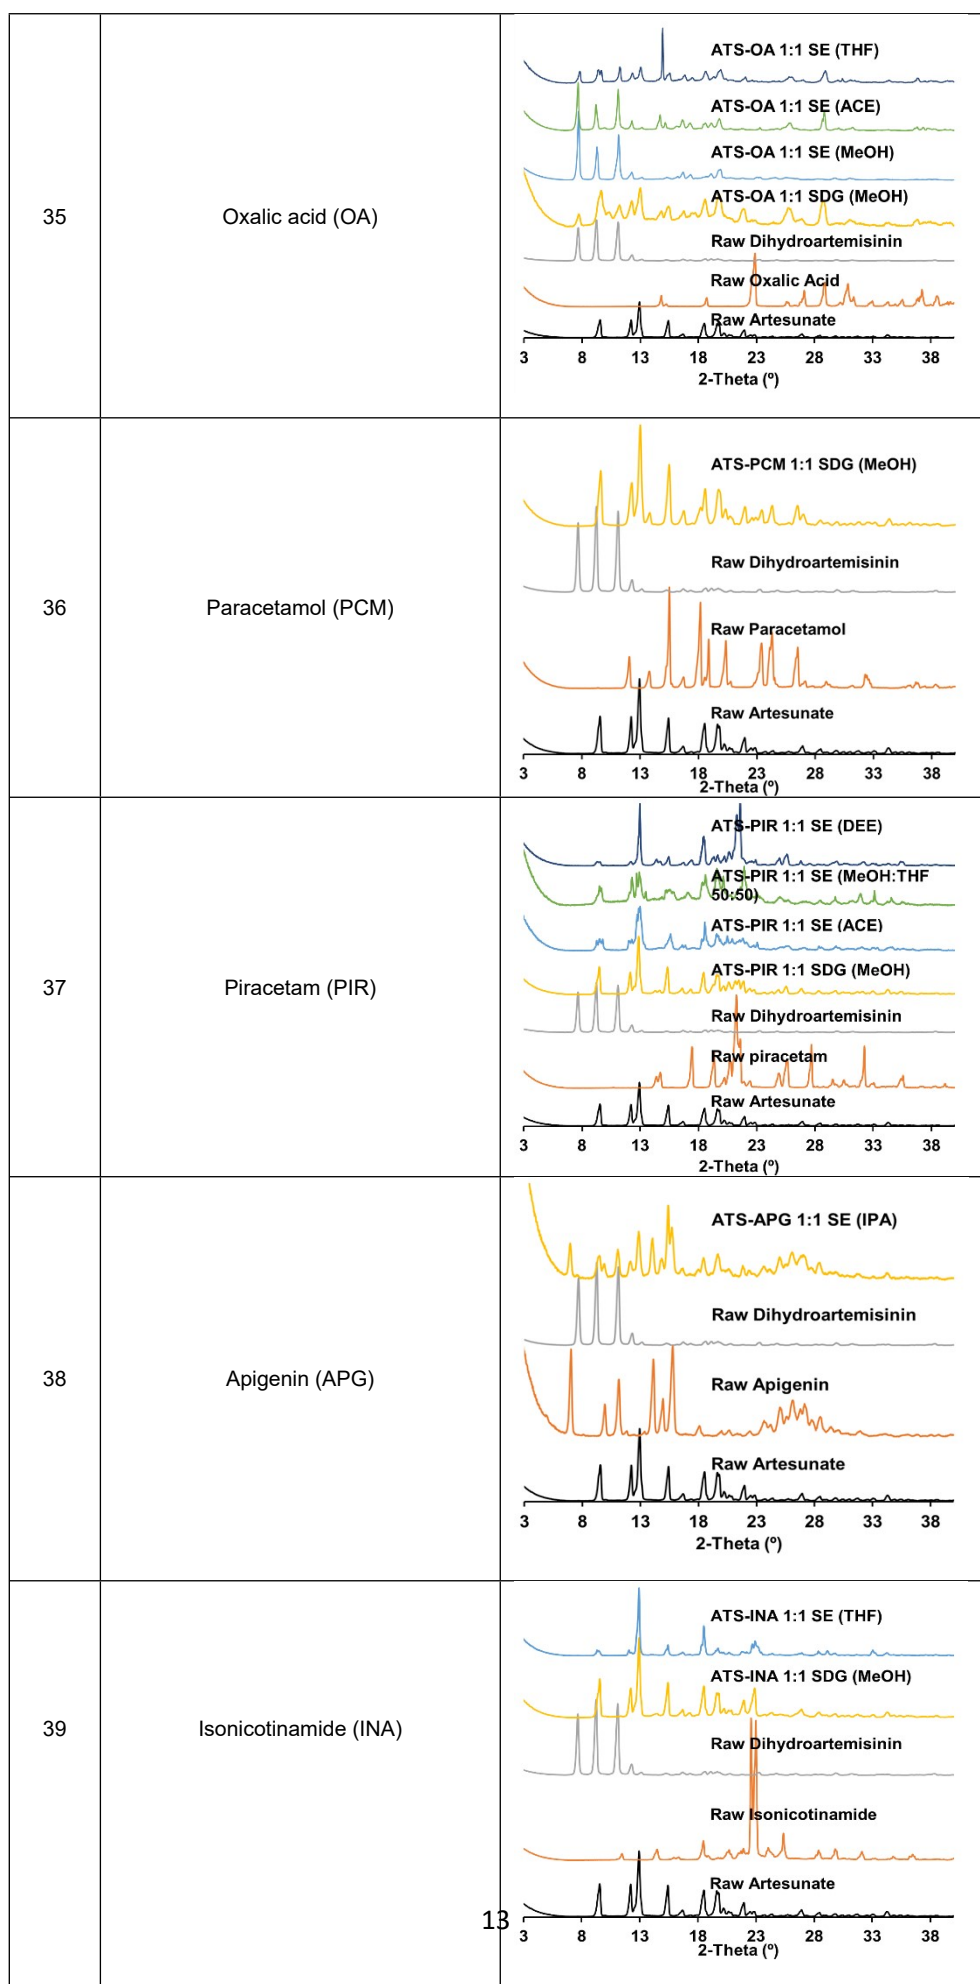 35
Oxalic acid (OA)
ATS-OA 1:1 SE (THF)
ATS-OA 1:1 SE (ACE)
ATS-OA 1:1 SE (MeOH)
ATS-OA 1:1 SDG (MeOH)
Raw Dihydroartemisinin
Raw Oxalic Acid
Raw Artesunate
3 8 13 18 23 28 33 38
2-Theta (º)
36
Paracetamol (PCM)
ATS-PCM 1:1 SDG (MeOH)
Raw Dihydroartemisinin
Raw Paracetamol
Raw Artesunate
3 8 13 18 23 28 33 38
2-Theta (º)
37
Piracetam (PIR)
ATS-PIR 1:1 SE (DEE)
ATS-PIR 1:1 SE (MeOH:THF
50:50)
ATS-PIR 1:1 SE (ACE)
ATS-PIR 1:1 SDG (MeOH)
Raw Dihydroartemisinin
Raw piracetam
Raw Artesunate
3 8 13 18 23 28 33 38
2-Theta (º)
38
Apigenin (APG)
ATS-APG 1:1 SE (IPA)
Raw Dihydroartemisinin
Raw Apigenin
Raw Artesunate
3 8 13 18 23 28 33 38
2-Theta (º)
39
Isonicotinamide (INA)
ATS-INA 1:1 SE (THF)
ATS-INA 1:1 SDG (MeOH)
Raw Dihydroartemisinin
Raw Isonicotinamide
Raw Artesunate
3 8 13 18 23 28 33 38
2-Theta (º)
13